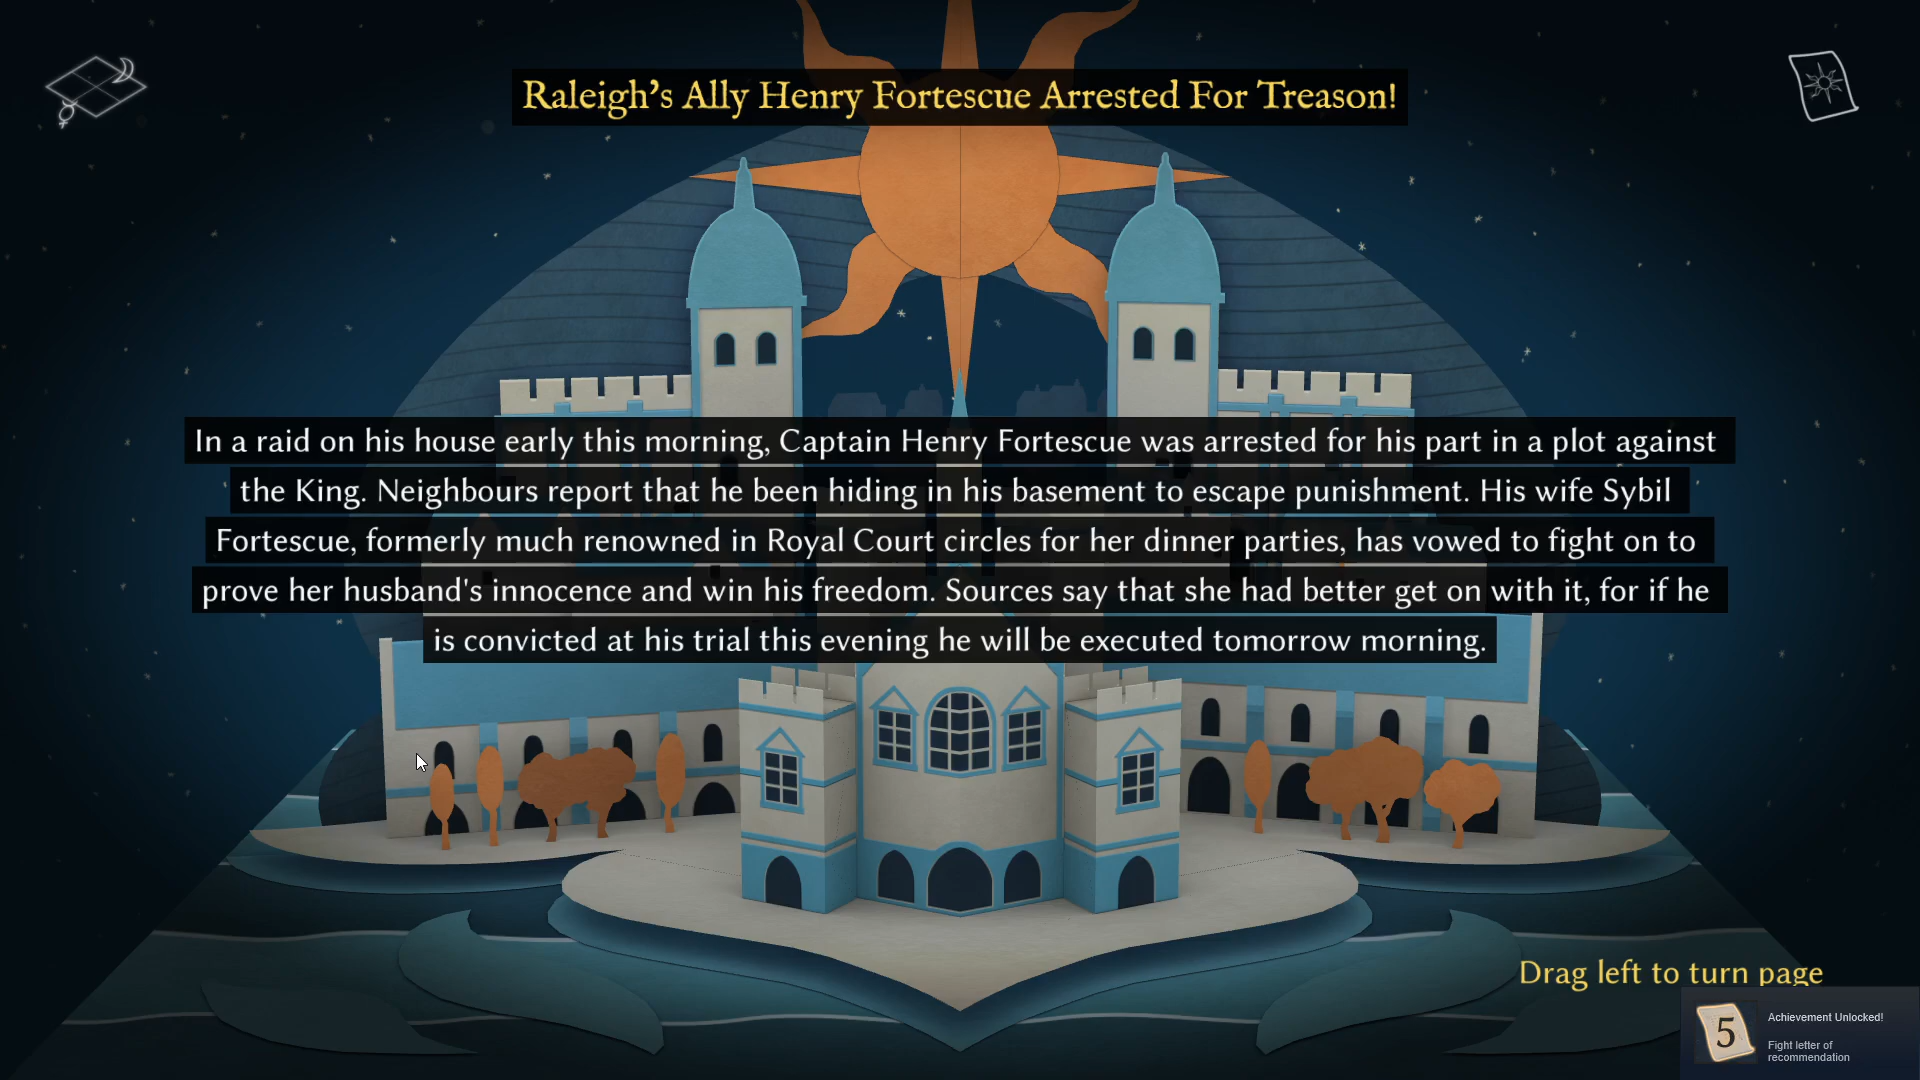 Raleigh's Ally Henry Fortescue Arrested For Treason!
In a raid on his house early this morning, Captain Henry Fortescue was arrested for his part in a plot against
the King. Neighbours report that he been hiding in his basement to escape punishment. His wife Sybil
Fortescue, formerly much renowned in Royal Court circles for her dinner parties, has vowed to fight on to
prove her husband's innocence and win his freedom. Sources say that she had better get on with it, for if he
is convicted at his trial this evening he will be executed tomorrow morning.
Drag left to turn page
5
Achievement Unlocked!
Fight letter of
recommendation